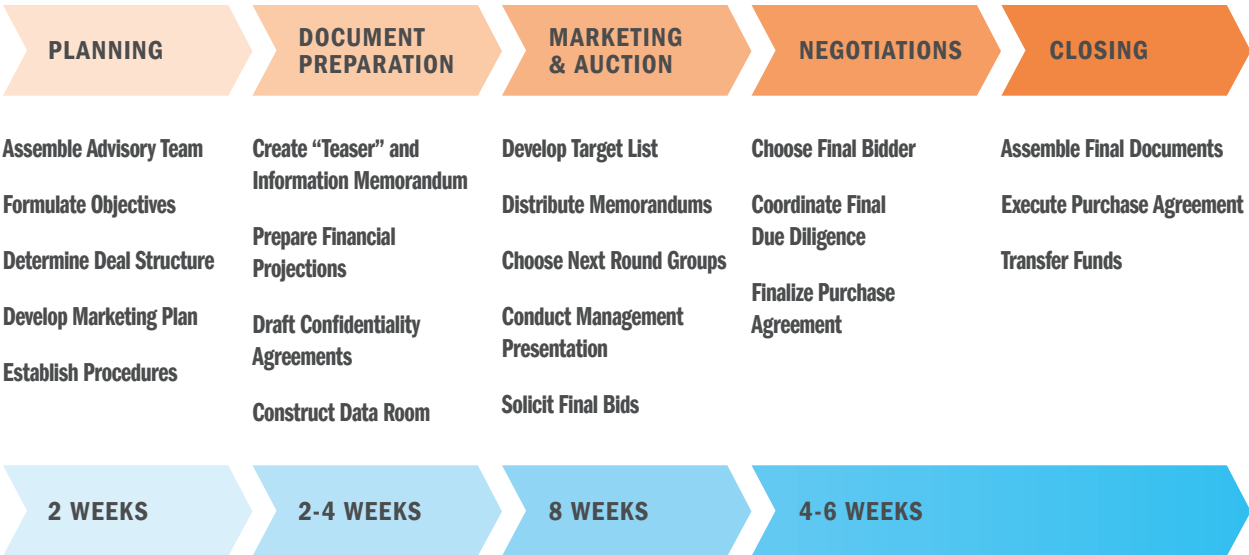 PLANNING
DOCUMENT
PREPARATION
MARKETING
& AUCTION
NEGOTIATIONS
CLOSING
Assemble Advisory Team
Formulate Objectives
Determine Deal Structure
Develop Marketing Plan
Establish Procedures
Create “Teaser” and
Information Memorandum
Prepare Financial
Projections
Draft Confidentiality
Agreements
Construct Data Room
Develop Target List
Distribute Memorandums
Choose Next Round Groups
Conduct Management
Presentation
Solicit Final Bids
Choose Final Bidder
Coordinate Final
Due Diligence
Finalize Purchase
Agreement
Assemble Final Documents
Execute Purchase Agreement
Transfer Funds
2 WEEKS
2-4 WEEKS
8 WEEKS
4-6 WEEKS